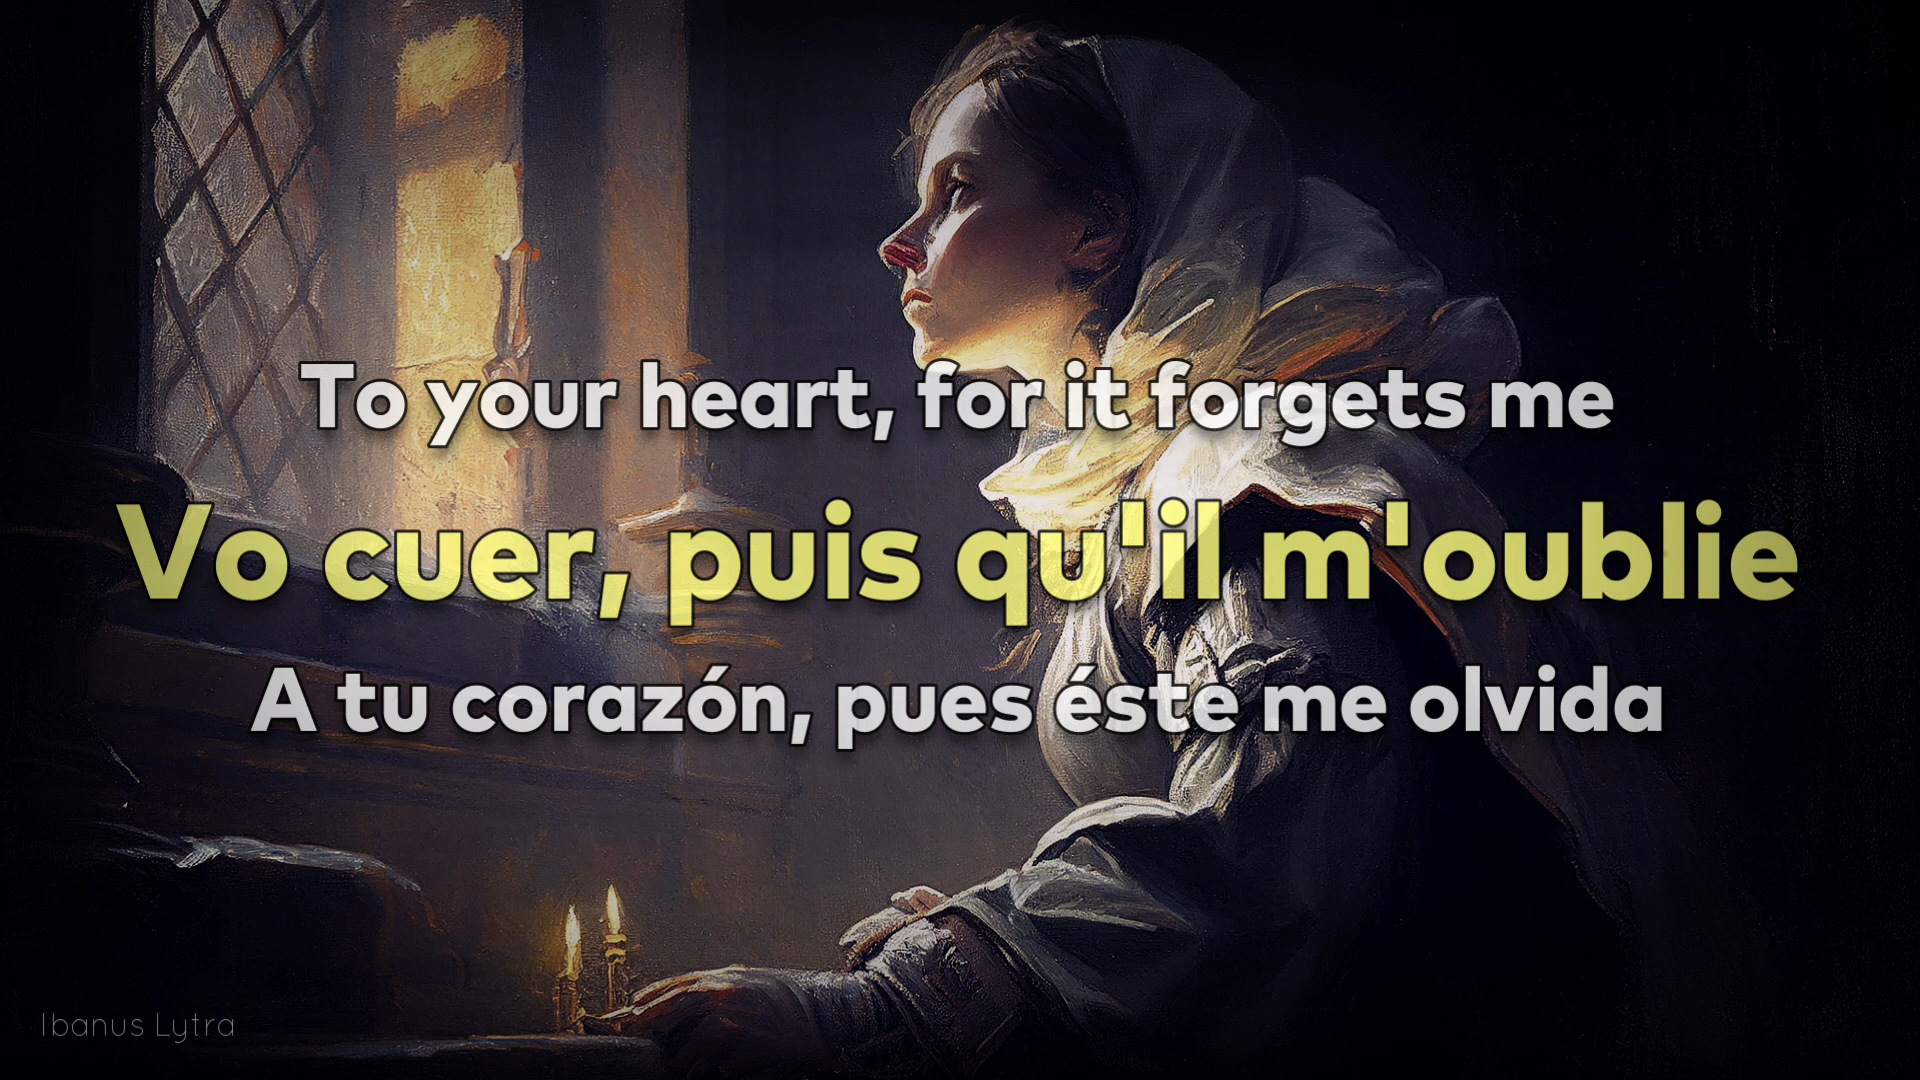 To your heart, for it forgets me
Vo cuer, puis qu'il m'oublie
A tu corazón, pues éste me olvida
Ibanus Lytra